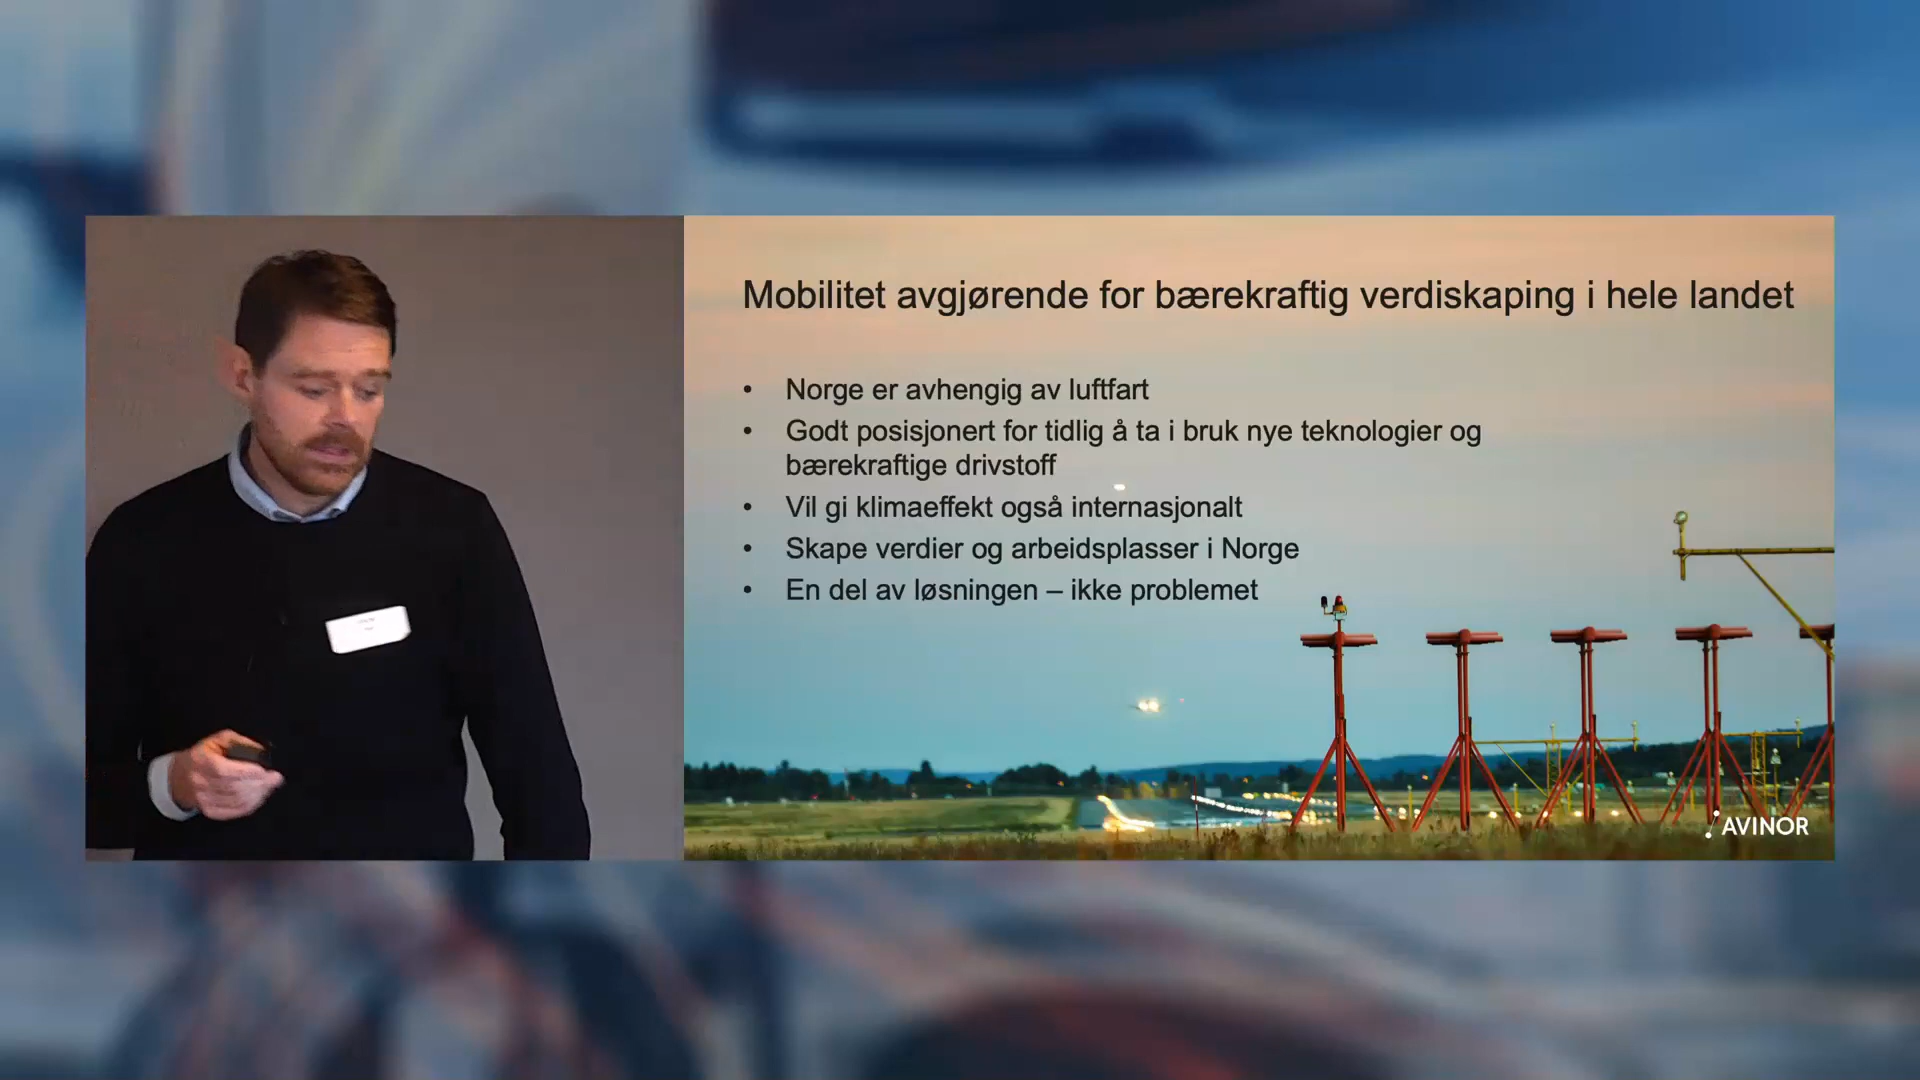 Mobilitet avgjørende for bærekraftig verdiskaping i hele landet
• Norge er avhengig av luftfart
• Godt posisjonert for tidlig å ta i bruk nye teknologier og
bærekraftige drivstoff
• Vil gi klimaeffekt også internasjonalt
• Skape verdier og arbeidsplasser i Norge
• En del av løsningen – ikke problemet
AVINOR